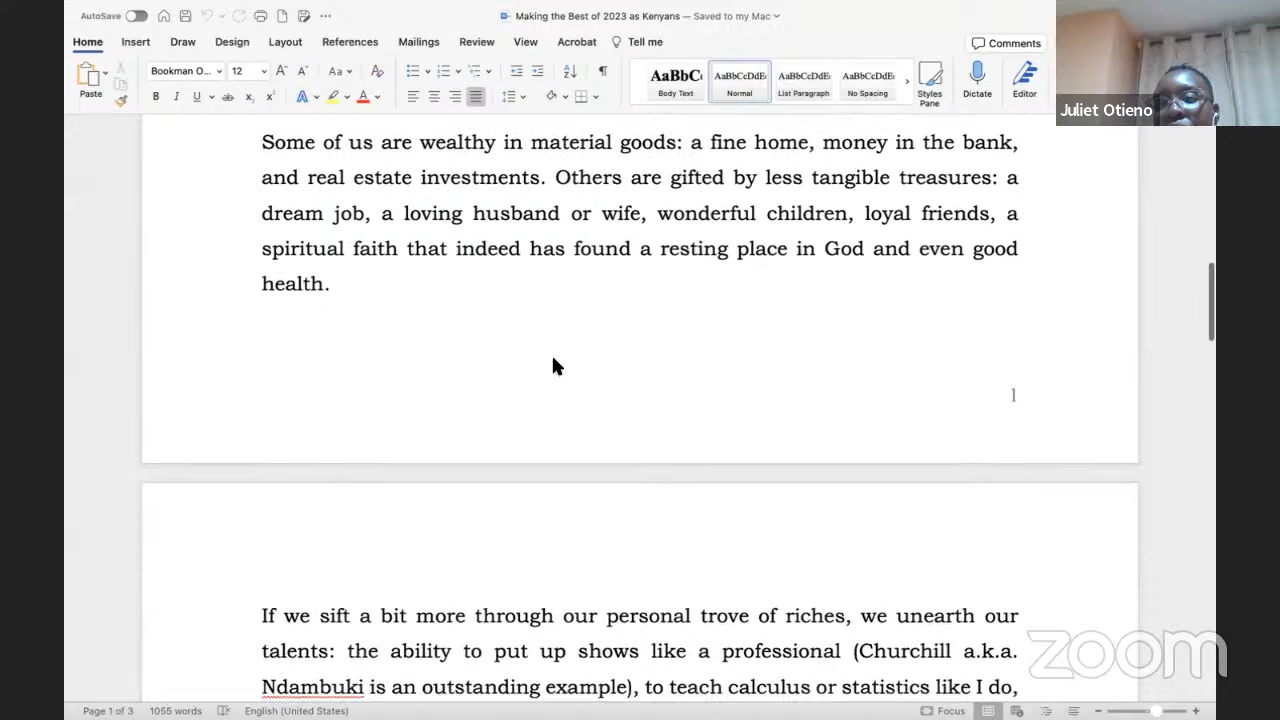 AutoSave
Making the Best of 2023 as Kenyans — Saved to my Mac
Home Insert Draw Design Layout References Mailings Review View Acrobat Tell me
Comments
Paste
Bookman O... 12
Aa
B I U ab x
AaBbC AaBbCcDdE AaBbCcDdE AaBbCcDdE
Body Text Normal List Paragraph No Spacing
Styles Pane
Dictate
Editor
Juliet Otieno
Some of us are wealthy in material goods: a fine home, money in the bank,
and real estate investments. Others are gifted by less tangible treasures: a
dream job, a loving husband or wife, wonderful children, loyal friends, a
spiritual faith that indeed has found a resting place in God and even good
health.
1
If we sift a bit more through our personal trove of riches, we unearth our
talents: the ability to put up shows like a professional (Churchill a.k.a.
Ndambuki is an outstanding example), to teach calculus or statistics like I do,
zoom
Page 1 of 3 1055 words English (United States) Focus